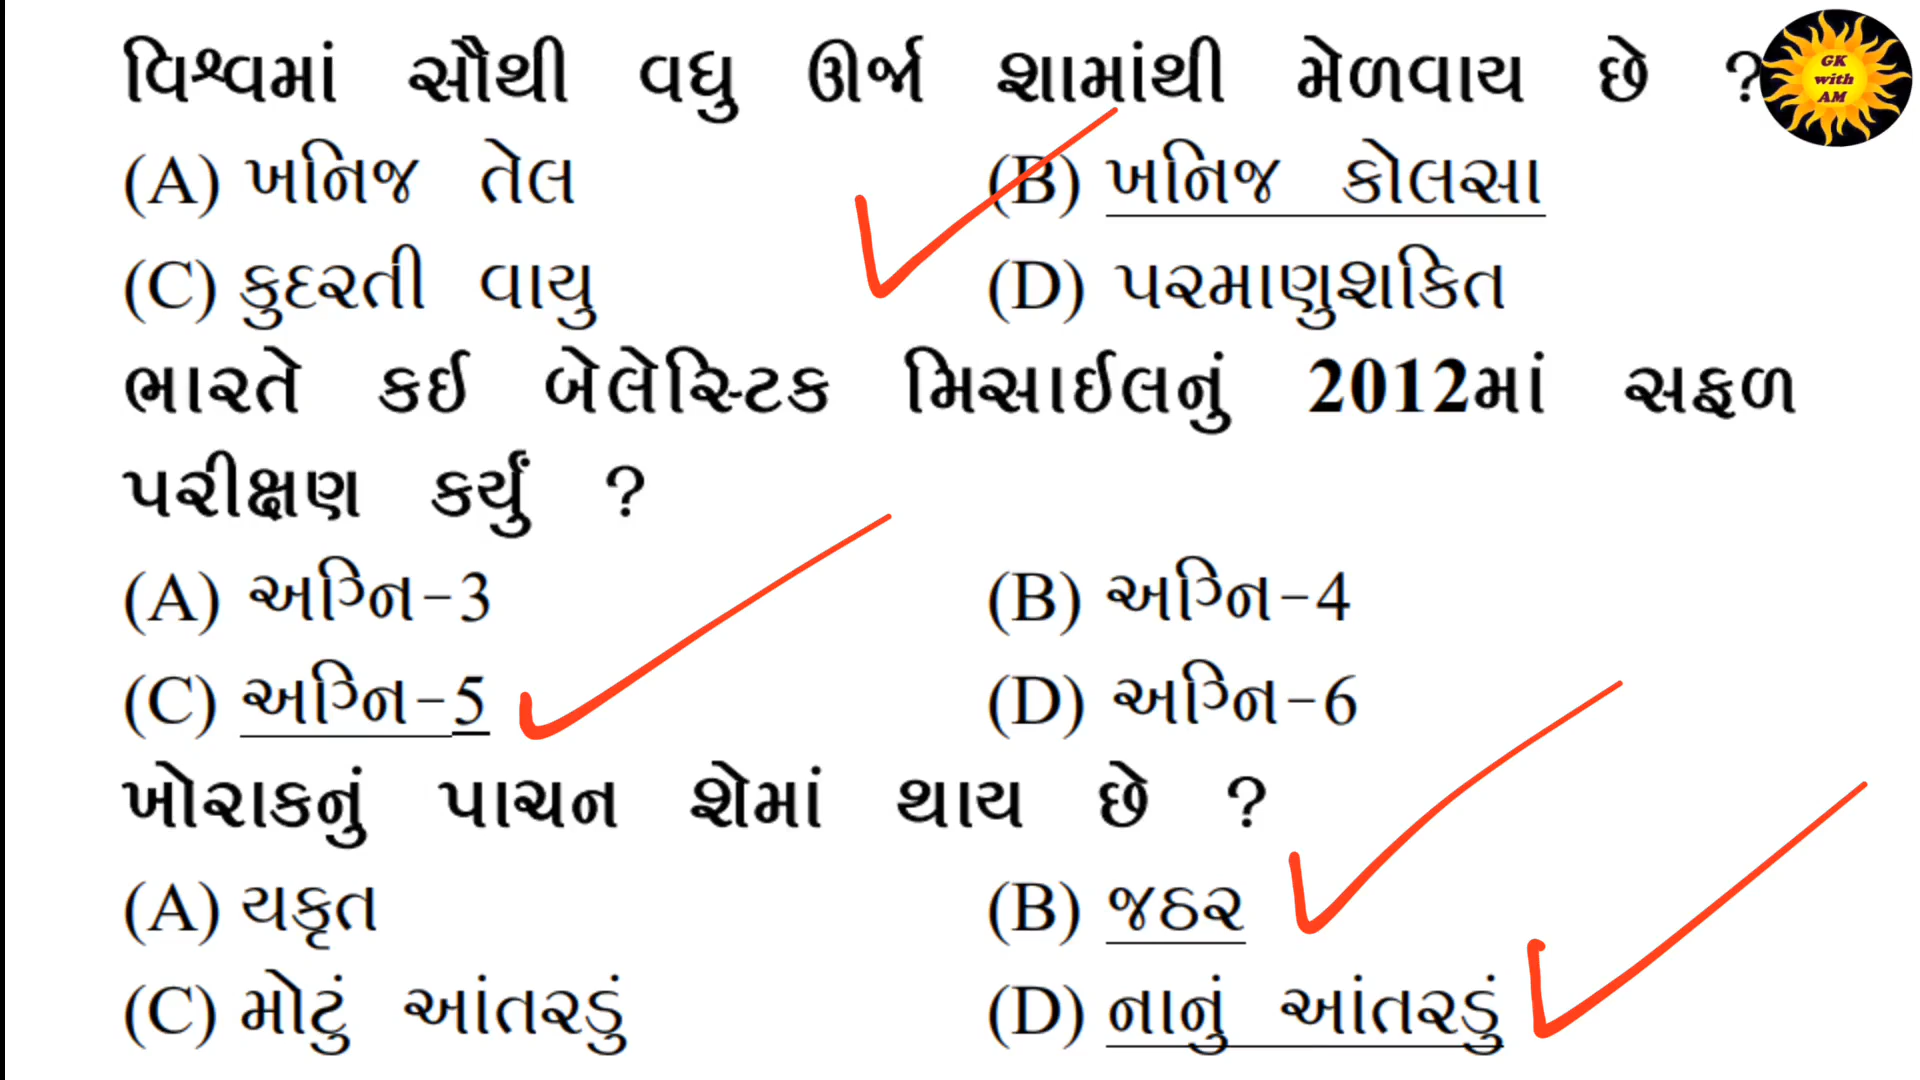 વિશ્વમાં સૌથી વધુ ઊર્જા શામાંથી મેળવાય છે ?
GK
with
AM
(A) ખનિજ તેલ (B) ખનિજ કોલસા
(C) કુદરતી વાયુ (D) પરમાણુશકિત
ભારતે કઈ બેલેસ્ટિક મિસાઈલનું 2012માં સફળ
પરીક્ષણ કર્યું ?
(A) અગ્નિ-3 (B) અગ્નિ-4
(C) અગ્નિ-5 (D) અગ્નિ-6
ખોરાકનું પાચન શેમાં થાય છે ?
(A) યકૃત (B) જઠર
(C) મોટું આંતરડું (D) નાનું આંતરડું